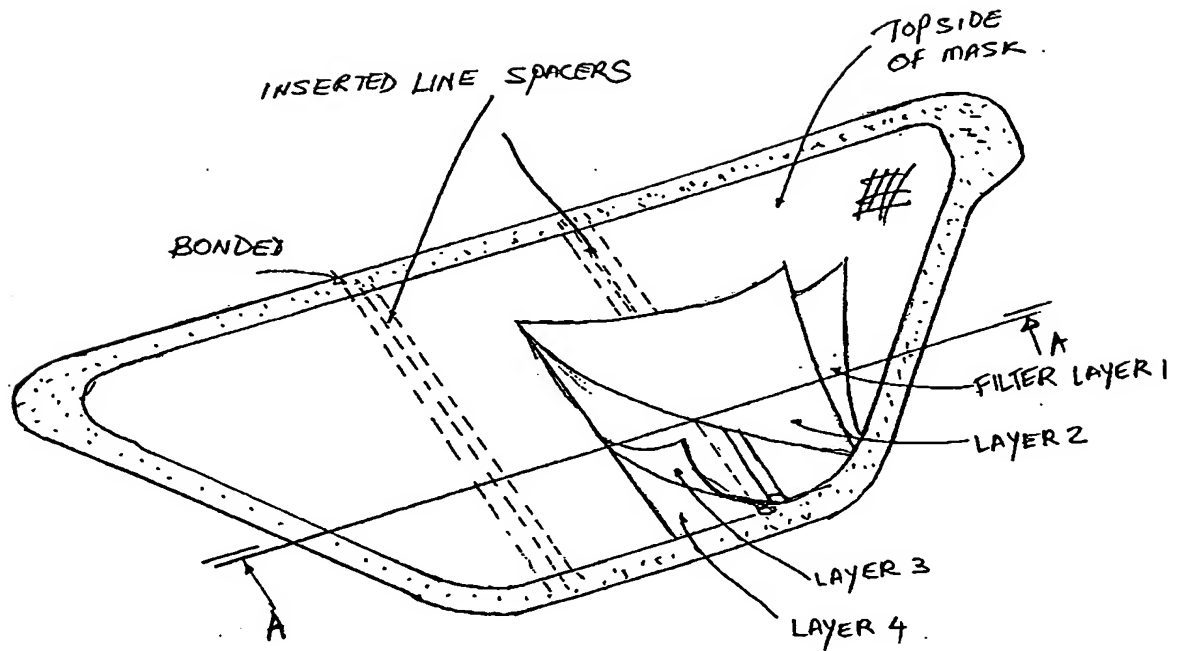 TOPSIDE
OF MASK.
INSERTED LINE SPACERS
BONDED
A
FILTER LAYER 1
LAYER 2
LAYER 3
LAYER 4.
A